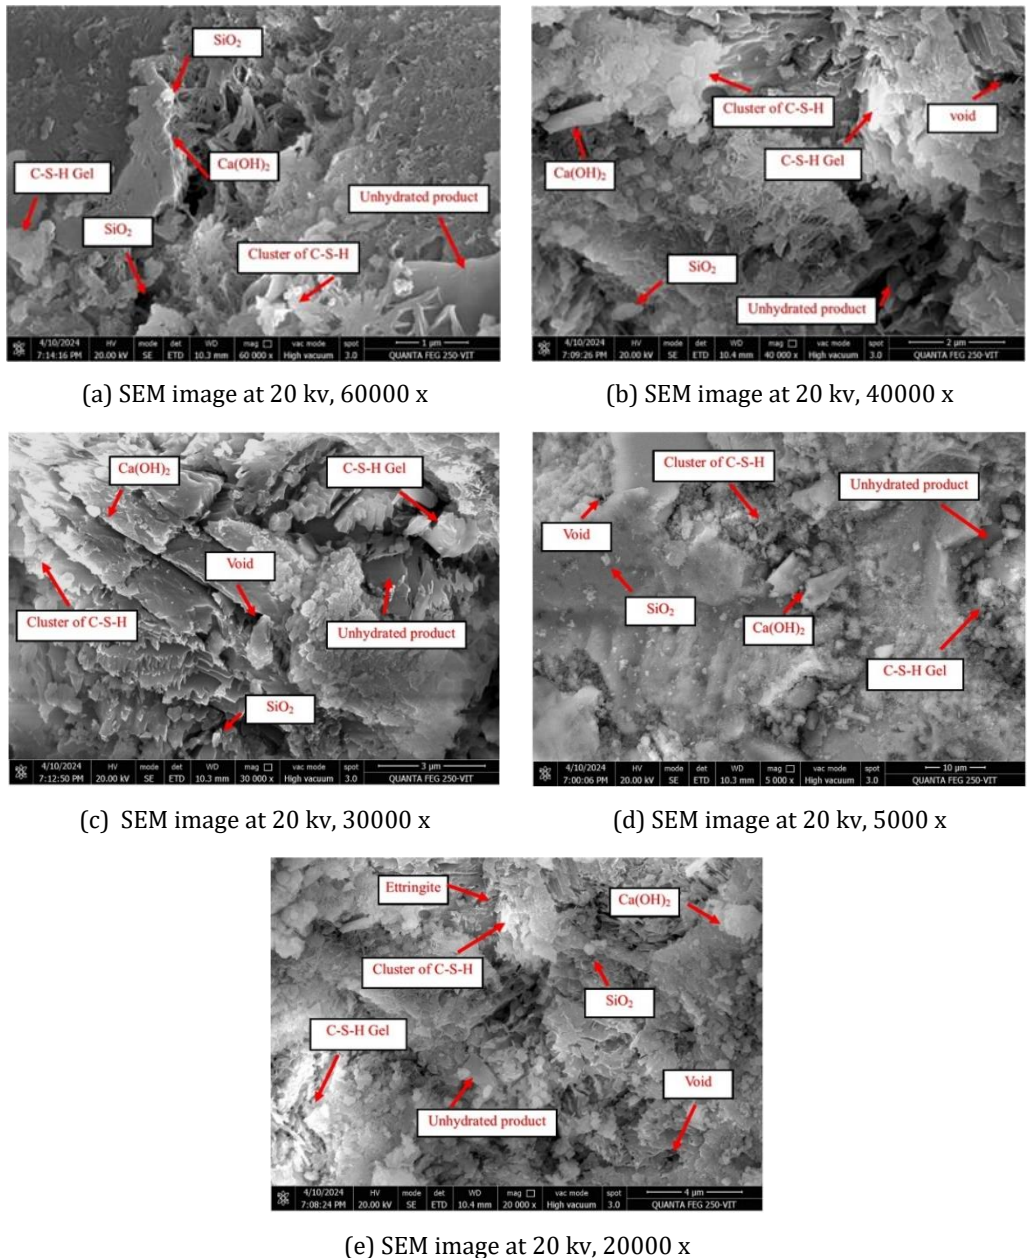 SiO₂
C-S-H Gel
Ca(OH)₂
Unhydrated product
SiO₂
Cluster of C-S-H
4/10/2024 HV mode det WD mag vac mode spot 1 µm
7:14:16 PM 20.00 kV SE ETD 10.3 mm 60 000 x High vacuum 3.0 QUANTA FEG 250-VIT
(a) SEM image at 20 kv, 60000 x
Cluster of C-S-H
void
C-S-H Gel
Ca(OH)₂
SiO₂
Unhydrated product
4/10/2024 HV mode det WD mag vac mode spot 2 µm
7:09:26 PM 20.00 kV SE ETD 10.4 mm 40 000 x High vacuum 3.0 QUANTA FEG 250-VIT
(b) SEM image at 20 kv, 40000 x
Ca(OH)₂
C-S-H Gel
Void
Cluster of C-S-H
Unhydrated product
SiO₂
4/10/2024 HV mode det WD mag vac mode spot 3 µm
7:12:50 PM 20.00 kV SE ETD 10.3 mm 30 000 x High vacuum 3.0 QUANTA FEG 250-VIT
(c) SEM image at 20 kv, 30000 x
Cluster of C-S-H
Unhydrated product
Void
SiO₂
Ca(OH)₂
C-S-H Gel
4/10/2024 HV mode det WD mag vac mode spot 10 µm
7:00:06 PM 20.00 kV SE ETD 10.3 mm 5 000 x High vacuum 3.0 QUANTA FEG 250-VIT
(d) SEM image at 20 kv, 5000 x
Ettringite
Ca(OH)₂
Cluster of C-S-H
SiO₂
C-S-H Gel
Void
Unhydrated product
4/10/2024 HV mode det WD mag vac mode spot 4 µm
7:08:24 PM 20.00 kV SE ETD 10.4 mm 20 000 x High vacuum 3.0 QUANTA FEG 250-VIT
(e) SEM image at 20 kv, 20000 x